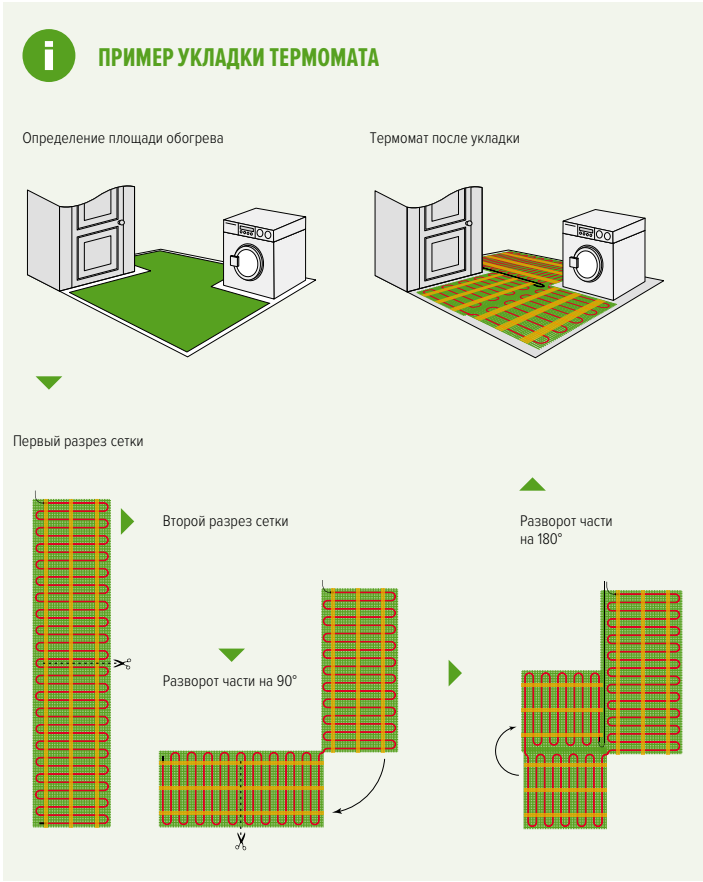 i
ПРИМЕР УКЛАДКИ ТЕРМОМАТА
Определение площади обогрева
Термомат после укладки
Первый разрез сетки
Второй разрез сетки
Разворот части на 90°
Разворот части
на 180°